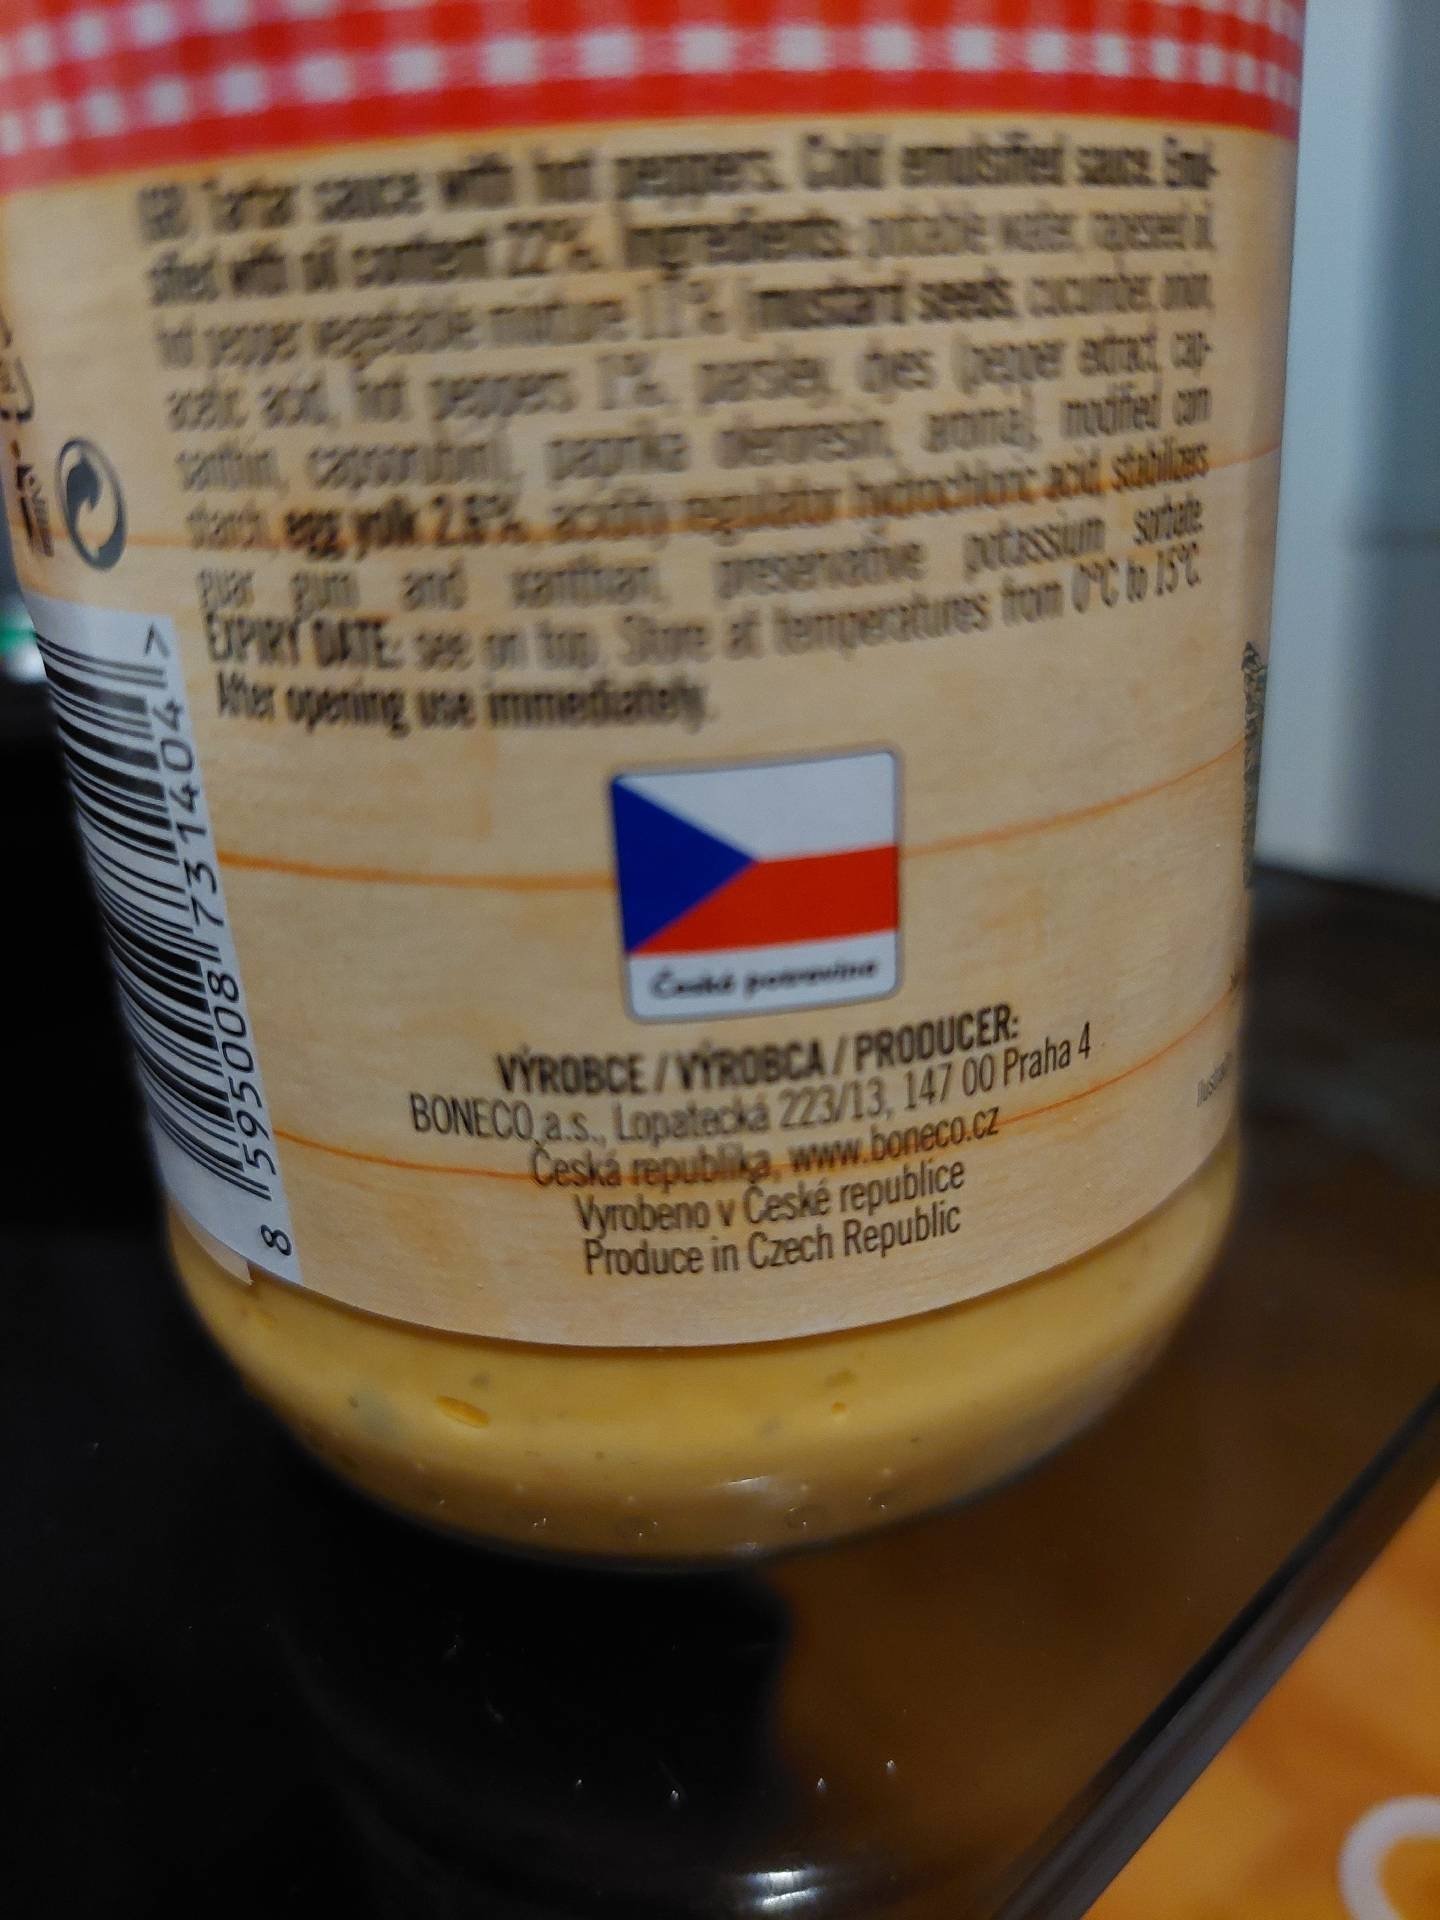 GB Tartar sauce with hot peppers. Cold emulsified sauce. Emul-
sified with oil content 22%. Ingredients: potable water, rapeseed oil,
hot pepper vegetable mixture 11% (mustard seeds, cucumber, onion,
acetic acid, hot peppers 1%, parsley, dyes (pepper extract, cap-
santhin, capsorubin), paprika oleoresin, aroma), modified corn
starch, egg yolk 2.6%, acidity regulator hydrochloric acid, stabilizers
guar gum and xanthan, preservative potassium sorbate.
EXPIRY DATE: see on top. Store at temperatures from 0°C to 15°C.
After opening use immediately.
8 595008 731404 >
České potravina
VÝROBCE / VÝROBCA / PRODUCER:
BONECO a.s., Lopatecká 223/13, 147 00 Praha 4
Česká republika, www.boneco.cz
Vyrobeno v České republice
Produce in Czech Republic